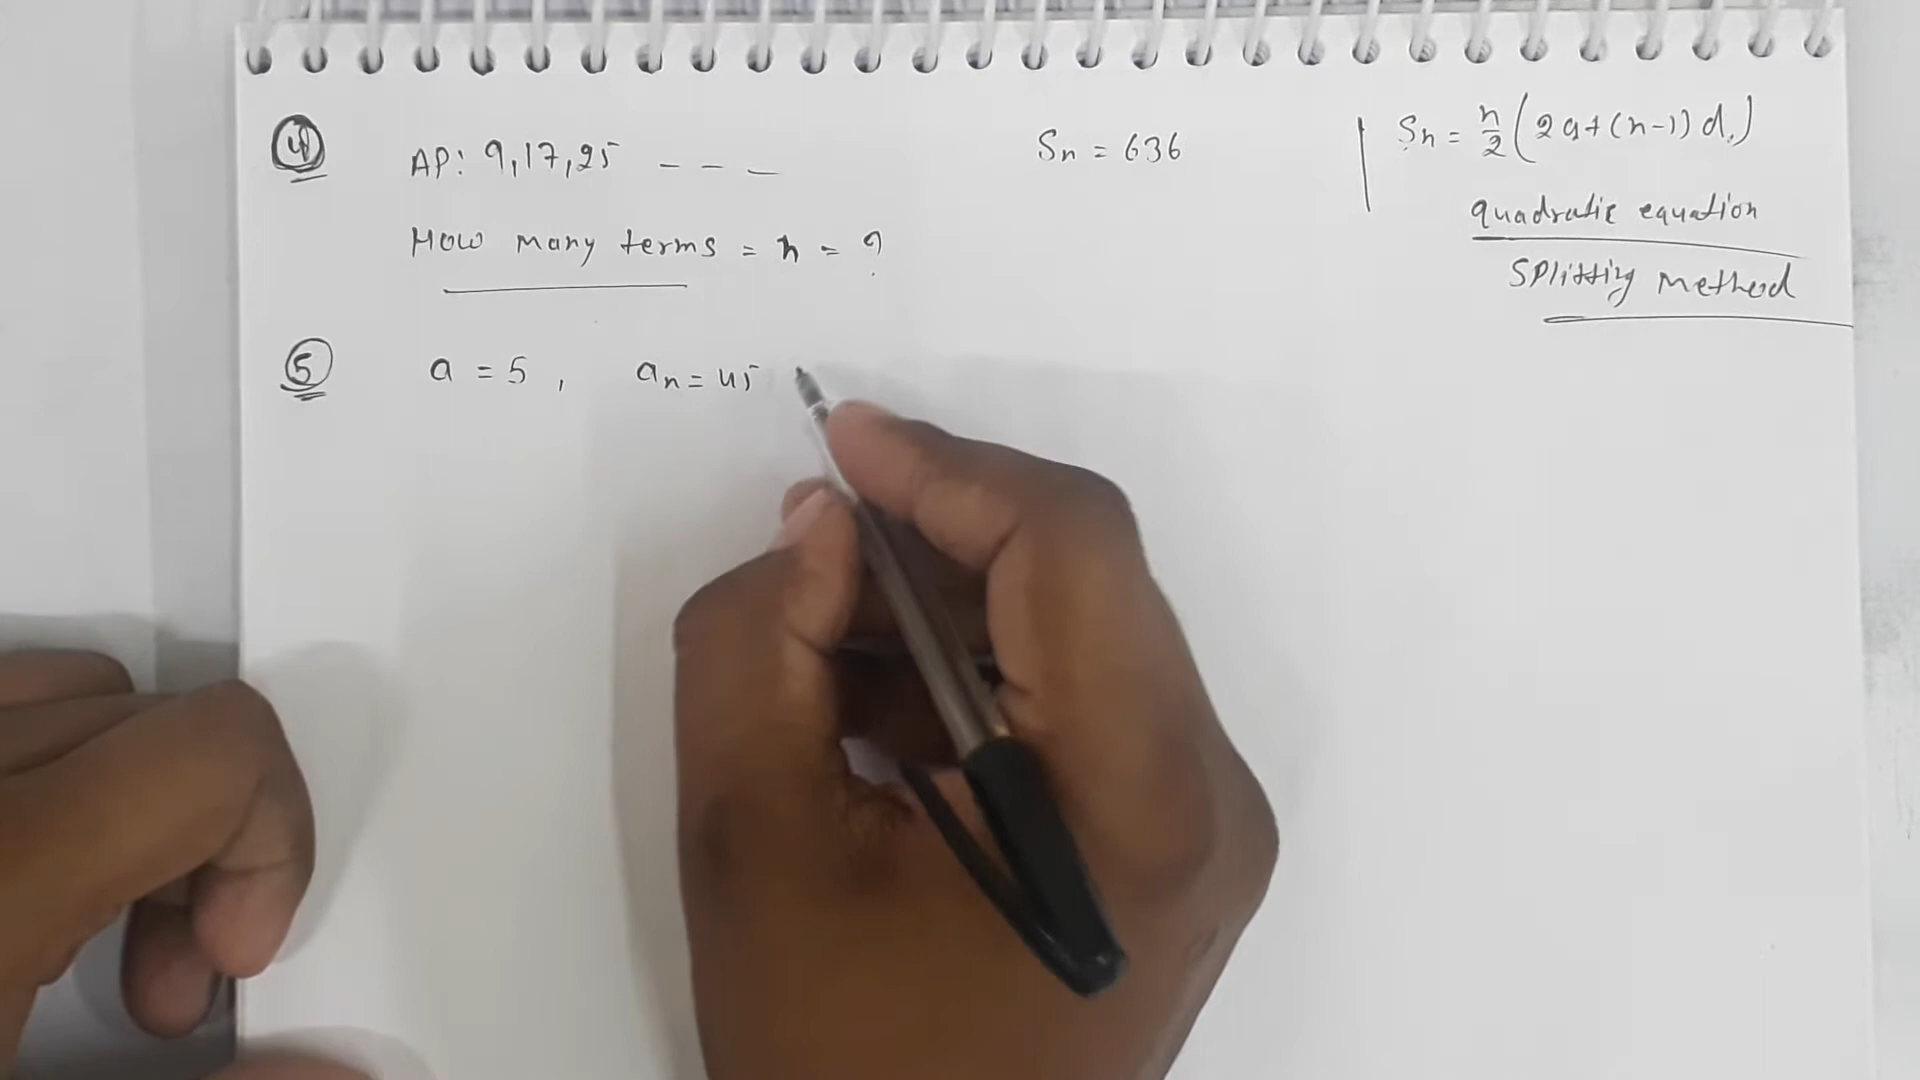 4 AP: 9,17,25 - - - Sn = 636
How many terms = n = ?
Sn = n/2 (2a+(n-1)d)
quadratic equation
splitting method
5 a = 5, an = 45